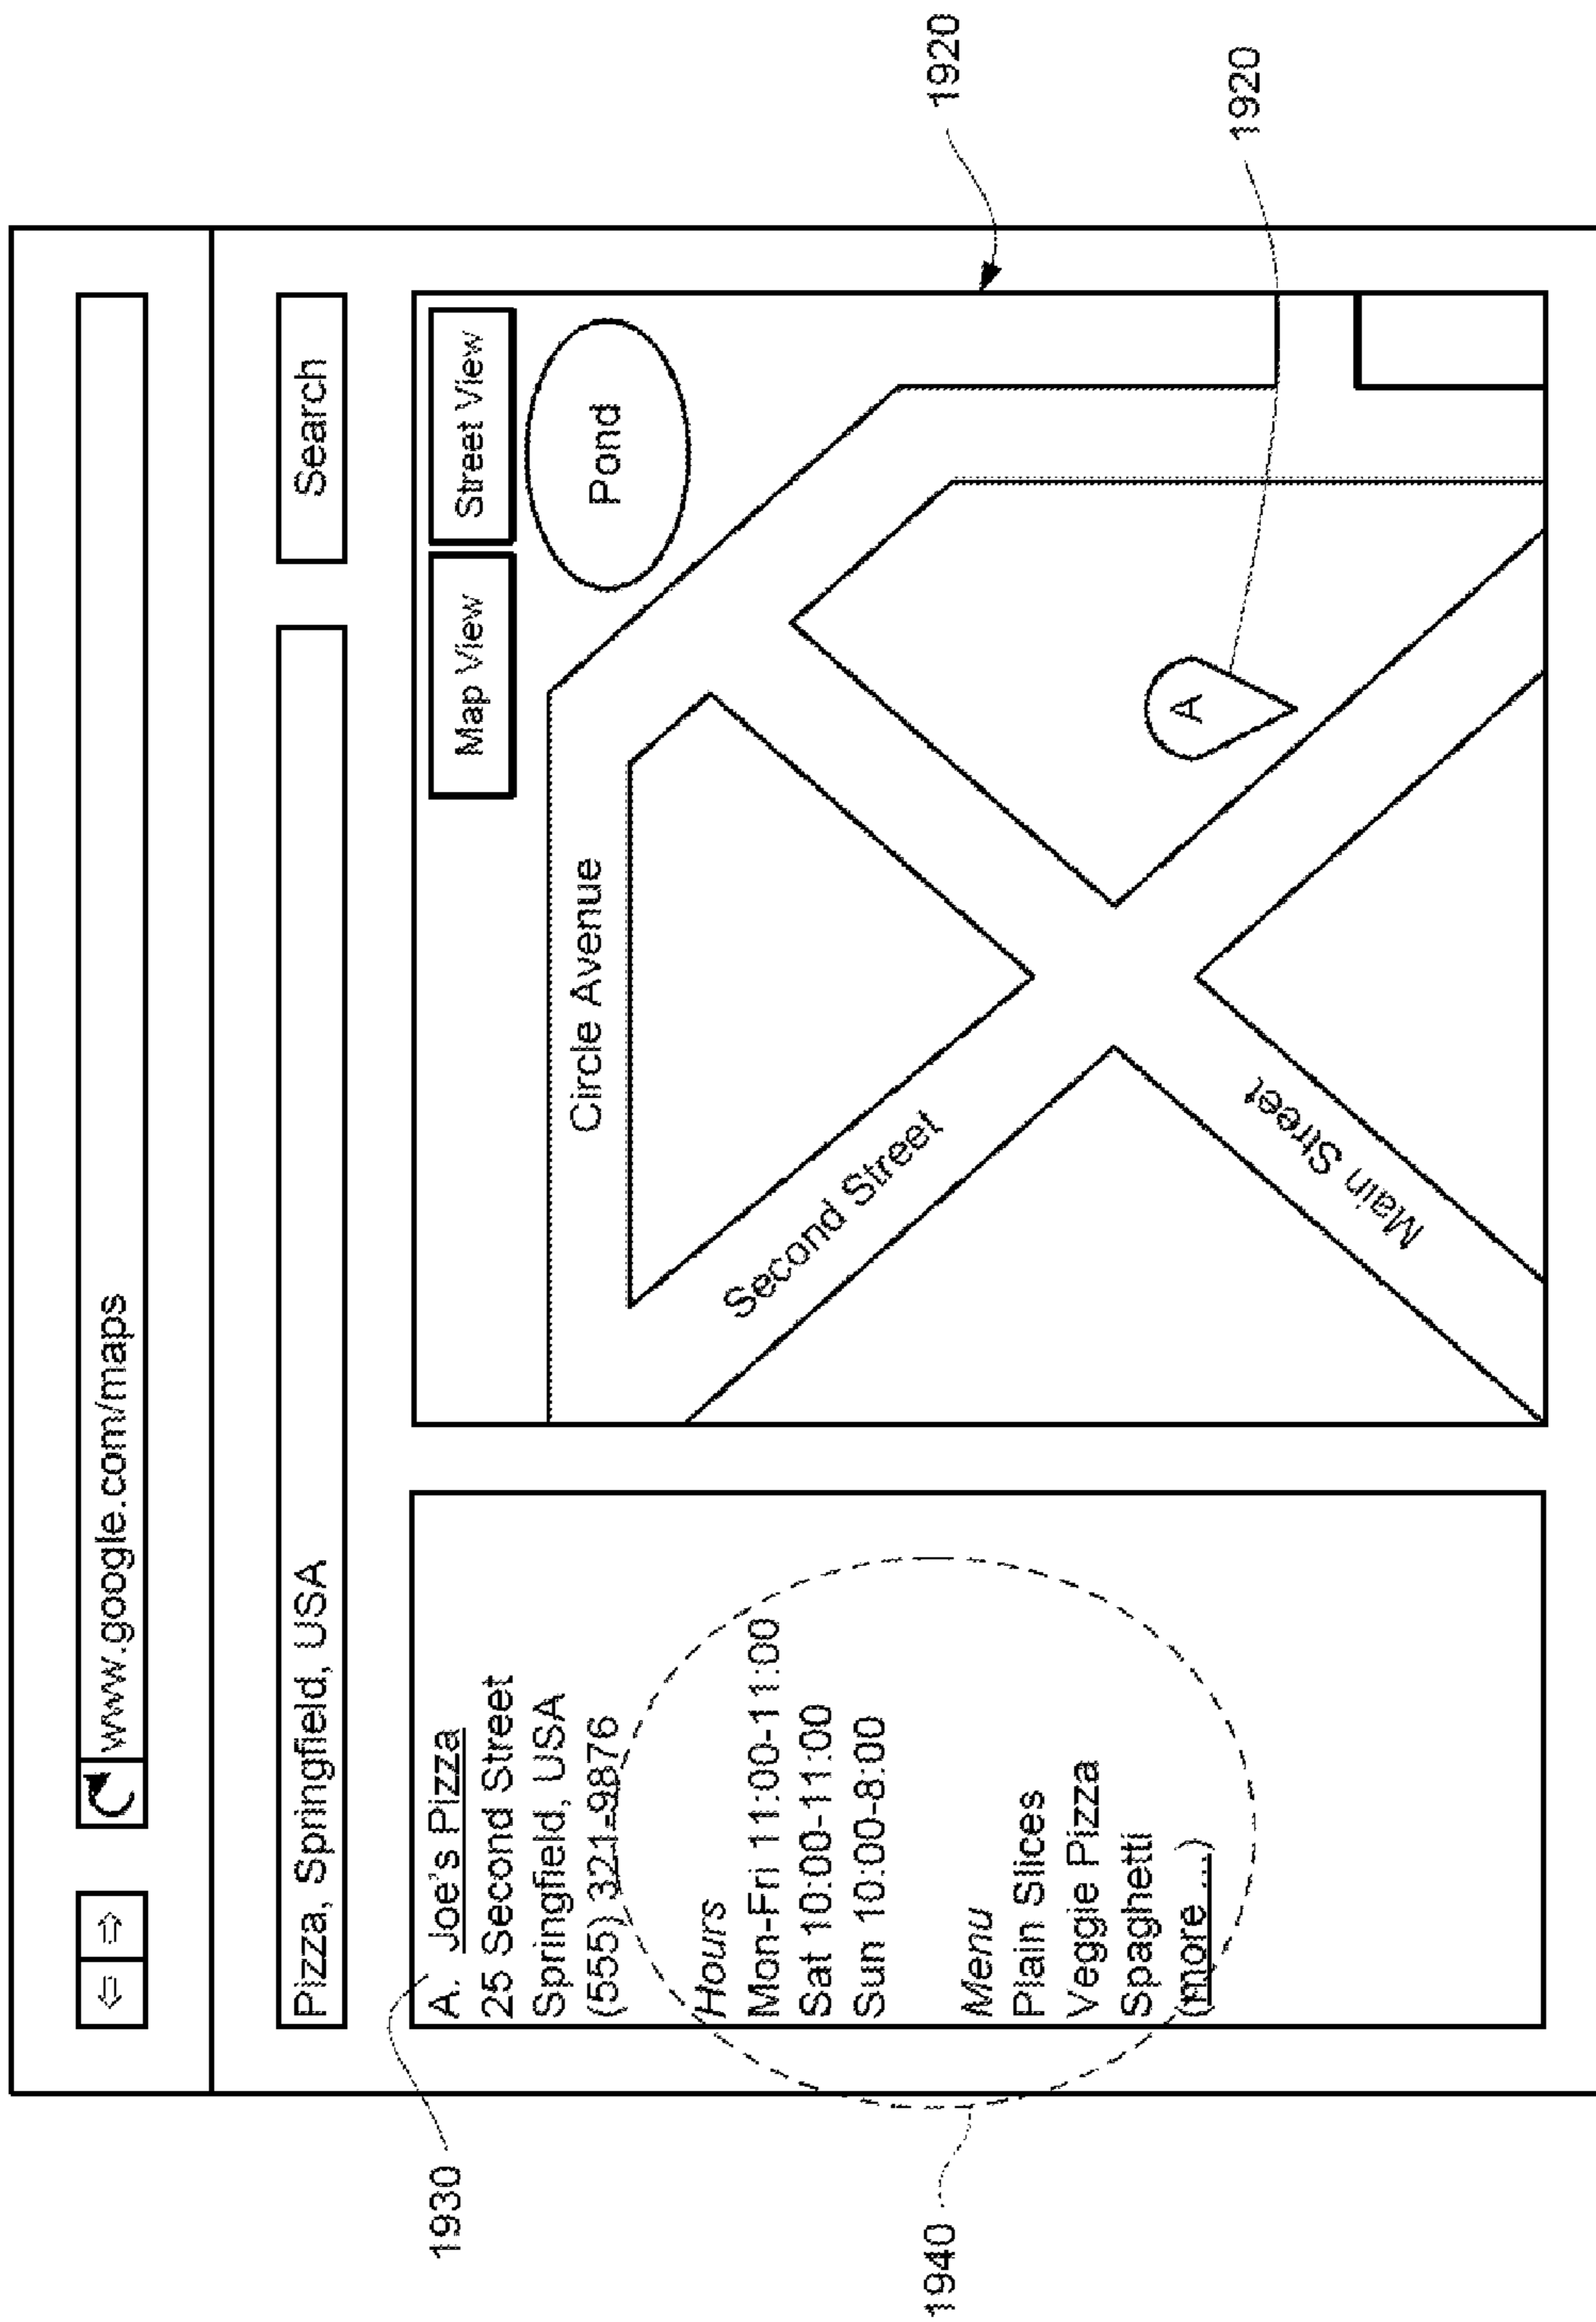 www.google.com/maps
Pizza, Springfield, USA
Search
1930
A. Joe's Pizza
25 Second Street
Springfield, USA
(555) 321-9876
Hours
Mon-Fri 11:00-11:00
Sat 10:00-11:00
Sun 10:00-8:00
Menu
Plain Slices
Veggie Pizza
Spaghetti
(more ...)
1940
Map View
Street View
Circle Avenue
Pond
Second Street
Main Street
A
1920
1920